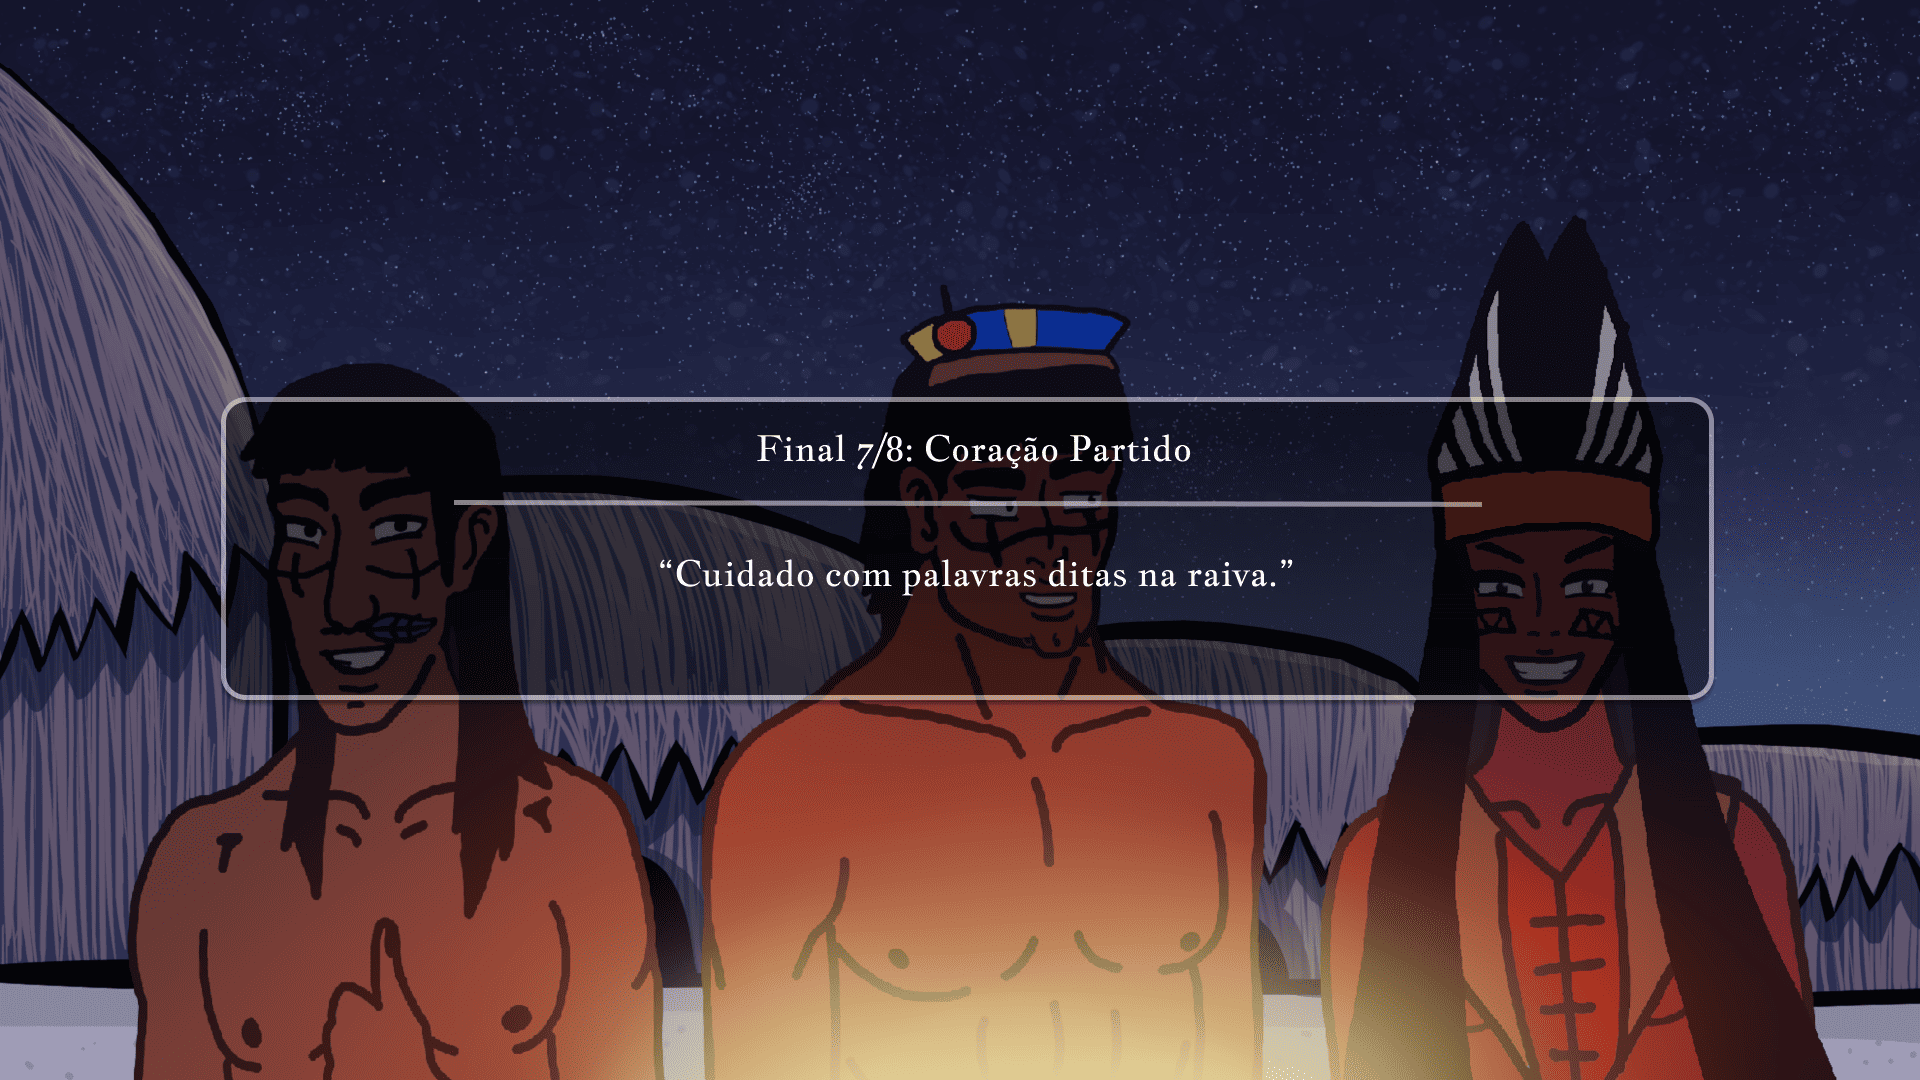 Final 7/8: Coração Partido
“Cuidado com palavras ditas na raiva.”